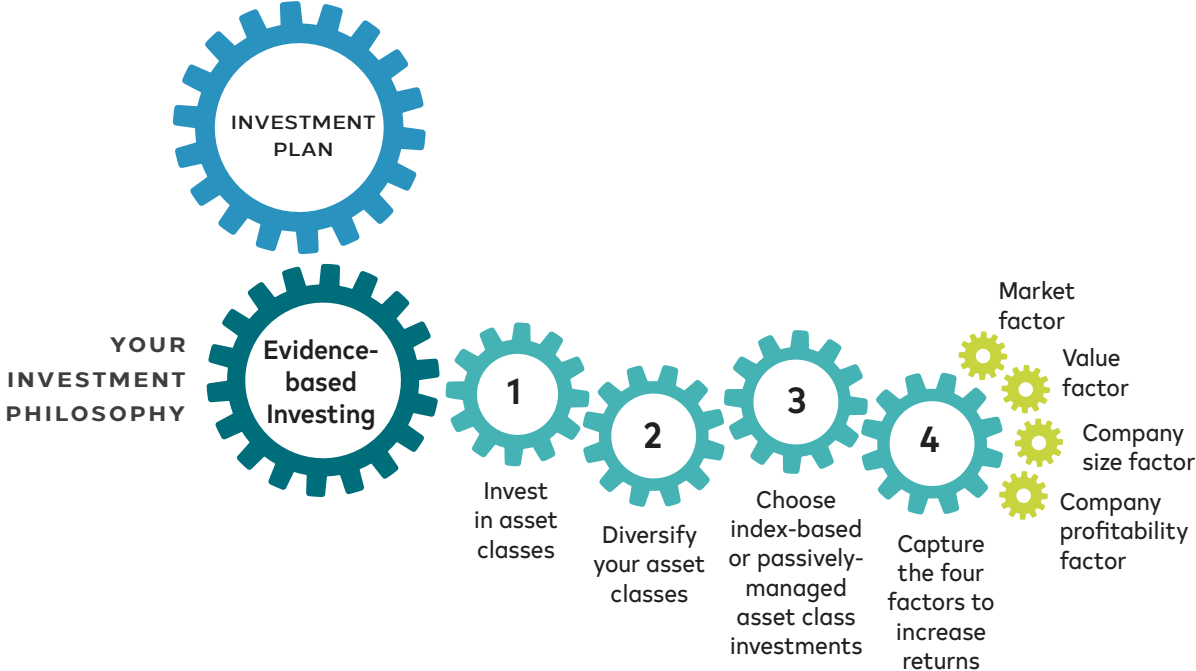 INVESTMENT
PLAN
YOUR
INVESTMENT
PHILOSOPHY
Evidence-
based
Investing
1
Invest
in asset
classes
2
Diversify
your asset
classes
3
Choose
index-based
or passively-
managed
asset class
investments
4
Capture
the four
factors to
increase
returns
Market
factor
Value
factor
Company
size factor
Company
profitability
factor